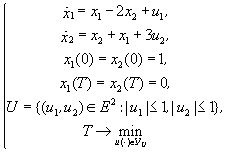 ẋ₁ = x₁ − 2x₂ + u₁,
ẋ₂ = x₂ + x₁ + 3u₂,
x₁(0) = x₂(0) = 1,
x₁(T) = x₂(T) = 0,
U = {(u₁, u₂) ∈ E² : |u₁| ≤ 1, |u₂| ≤ 1},
T → min
u(·)∈V_U